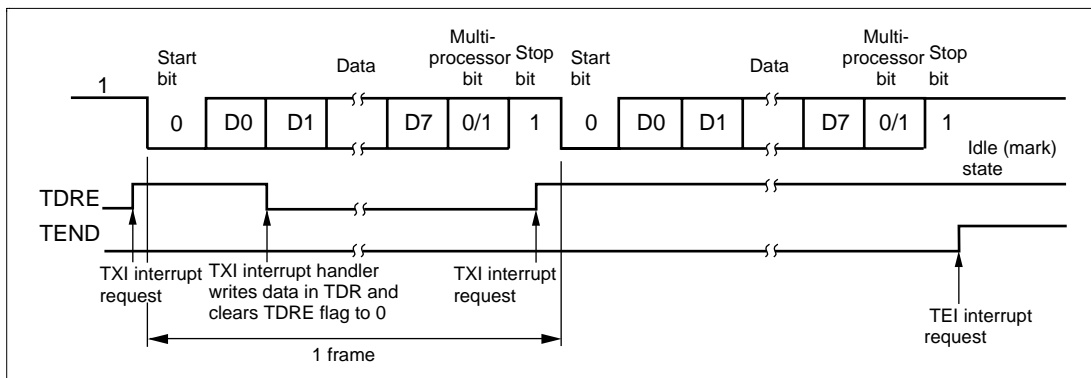 Multi-
processor
bit
Multi-
processor
bit
Start
bit
Data
Stop
bit
Start
bit
Data
Stop
bit
1
0
D0
D1
D7
0/1
1
0
D0
D1
D7
0/1
1
Idle (mark)
state
TDRE
TEND
TXI interrupt
request
TXI interrupt handler
writes data in TDR and
clears TDRE flag to 0
TXI interrupt
request
TEI interrupt
request
1 frame